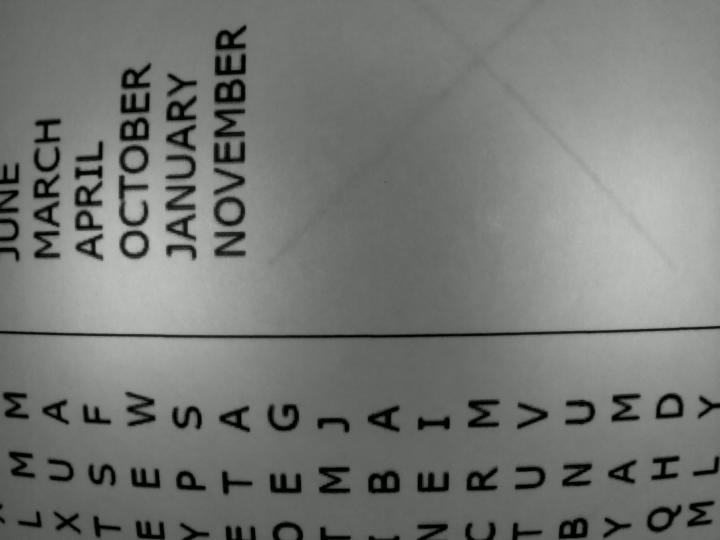 L M M JUNE
X U A MARCH
T S F APRIL
E E W OCTOBER
Y P S JANUARY
E T A NOVEMBER
E G
T M J
B A
N E I
C R M
T U V
B N U
Y A M
Q H D
M L Y